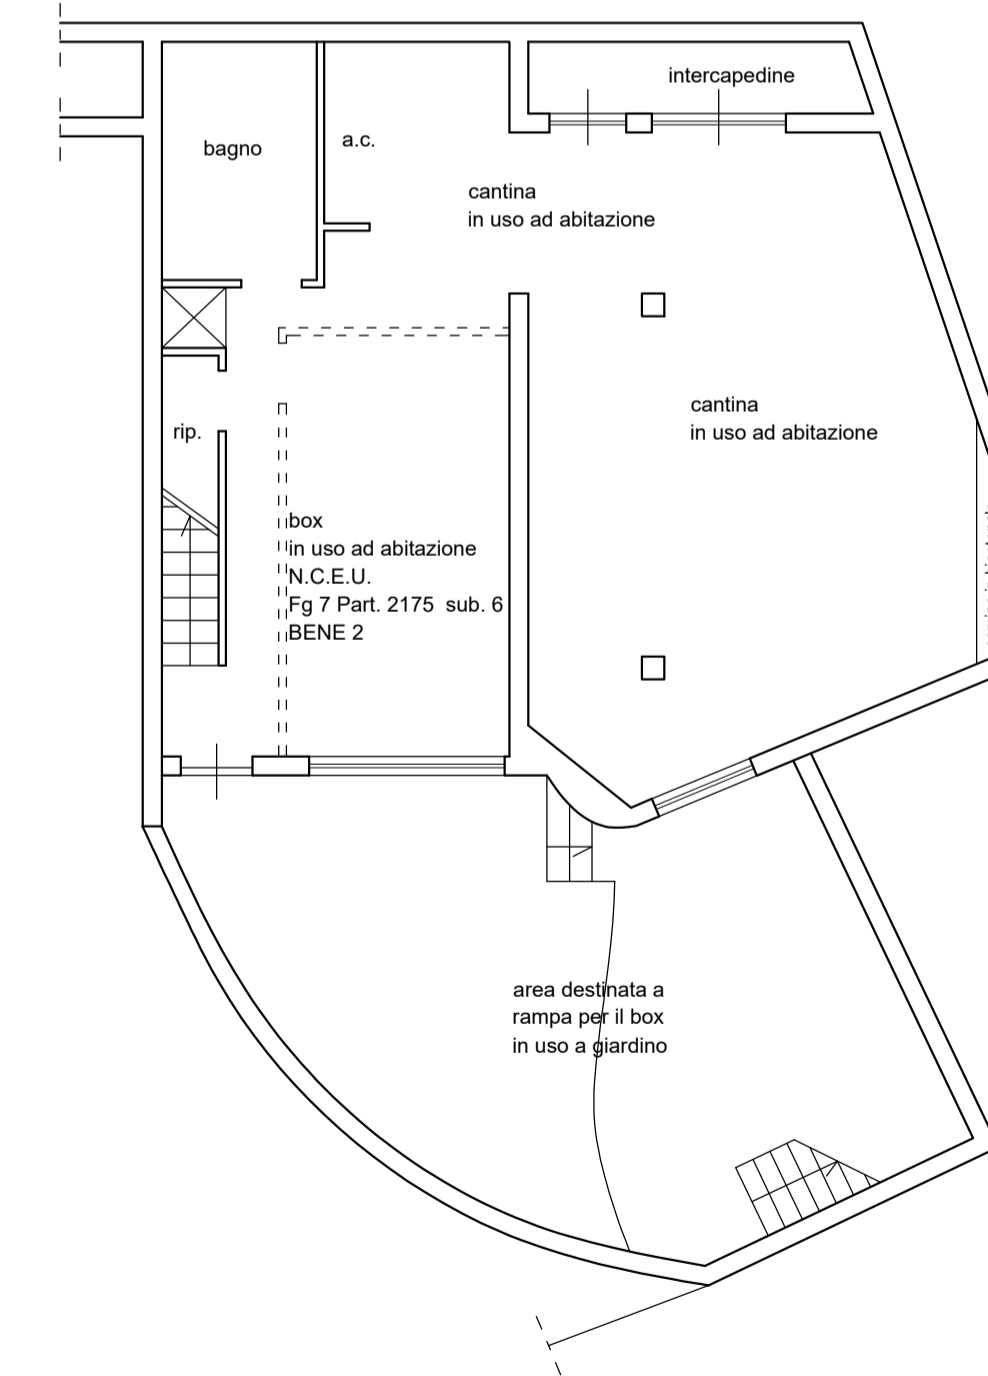 intercapedine
bagno
a.c.
cantina
in uso ad abitazione
cantina
in uso ad abitazione
rip.
box
in uso ad abitazione
N.C.E.U.
Fg 7 Part. 2175 sub. 6
BENE 2
area destinata a
rampa per il box
in uso a giardino